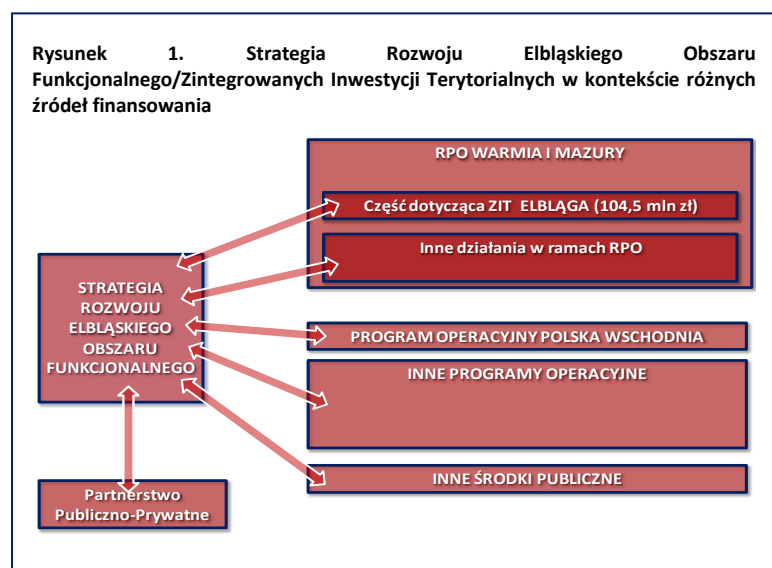 Rysunek 1. Strategia Rozwoju Elbląskiego Obszaru
Funkcjonalnego/Zintegrowanych Inwestycji Terytorialnych w kontekście różnych
źródeł finansowania
RPO WARMIA I MAZURY
Część dotycząca ZIT ELBLĄGA (104,5 mln zł)
Inne działania w ramach RPO
STRATEGIA
ROZWOJU
ELBLĄSKIEGO
OBSZARU
FUNKCJONALNEGO
PROGRAM OPERACYJNY POLSKA WSCHODNIA
INNE PROGRAMY OPERACYJNE
INNE ŚRODKI PUBLICZNE
Partnerstwo
Publiczno-Prywatne